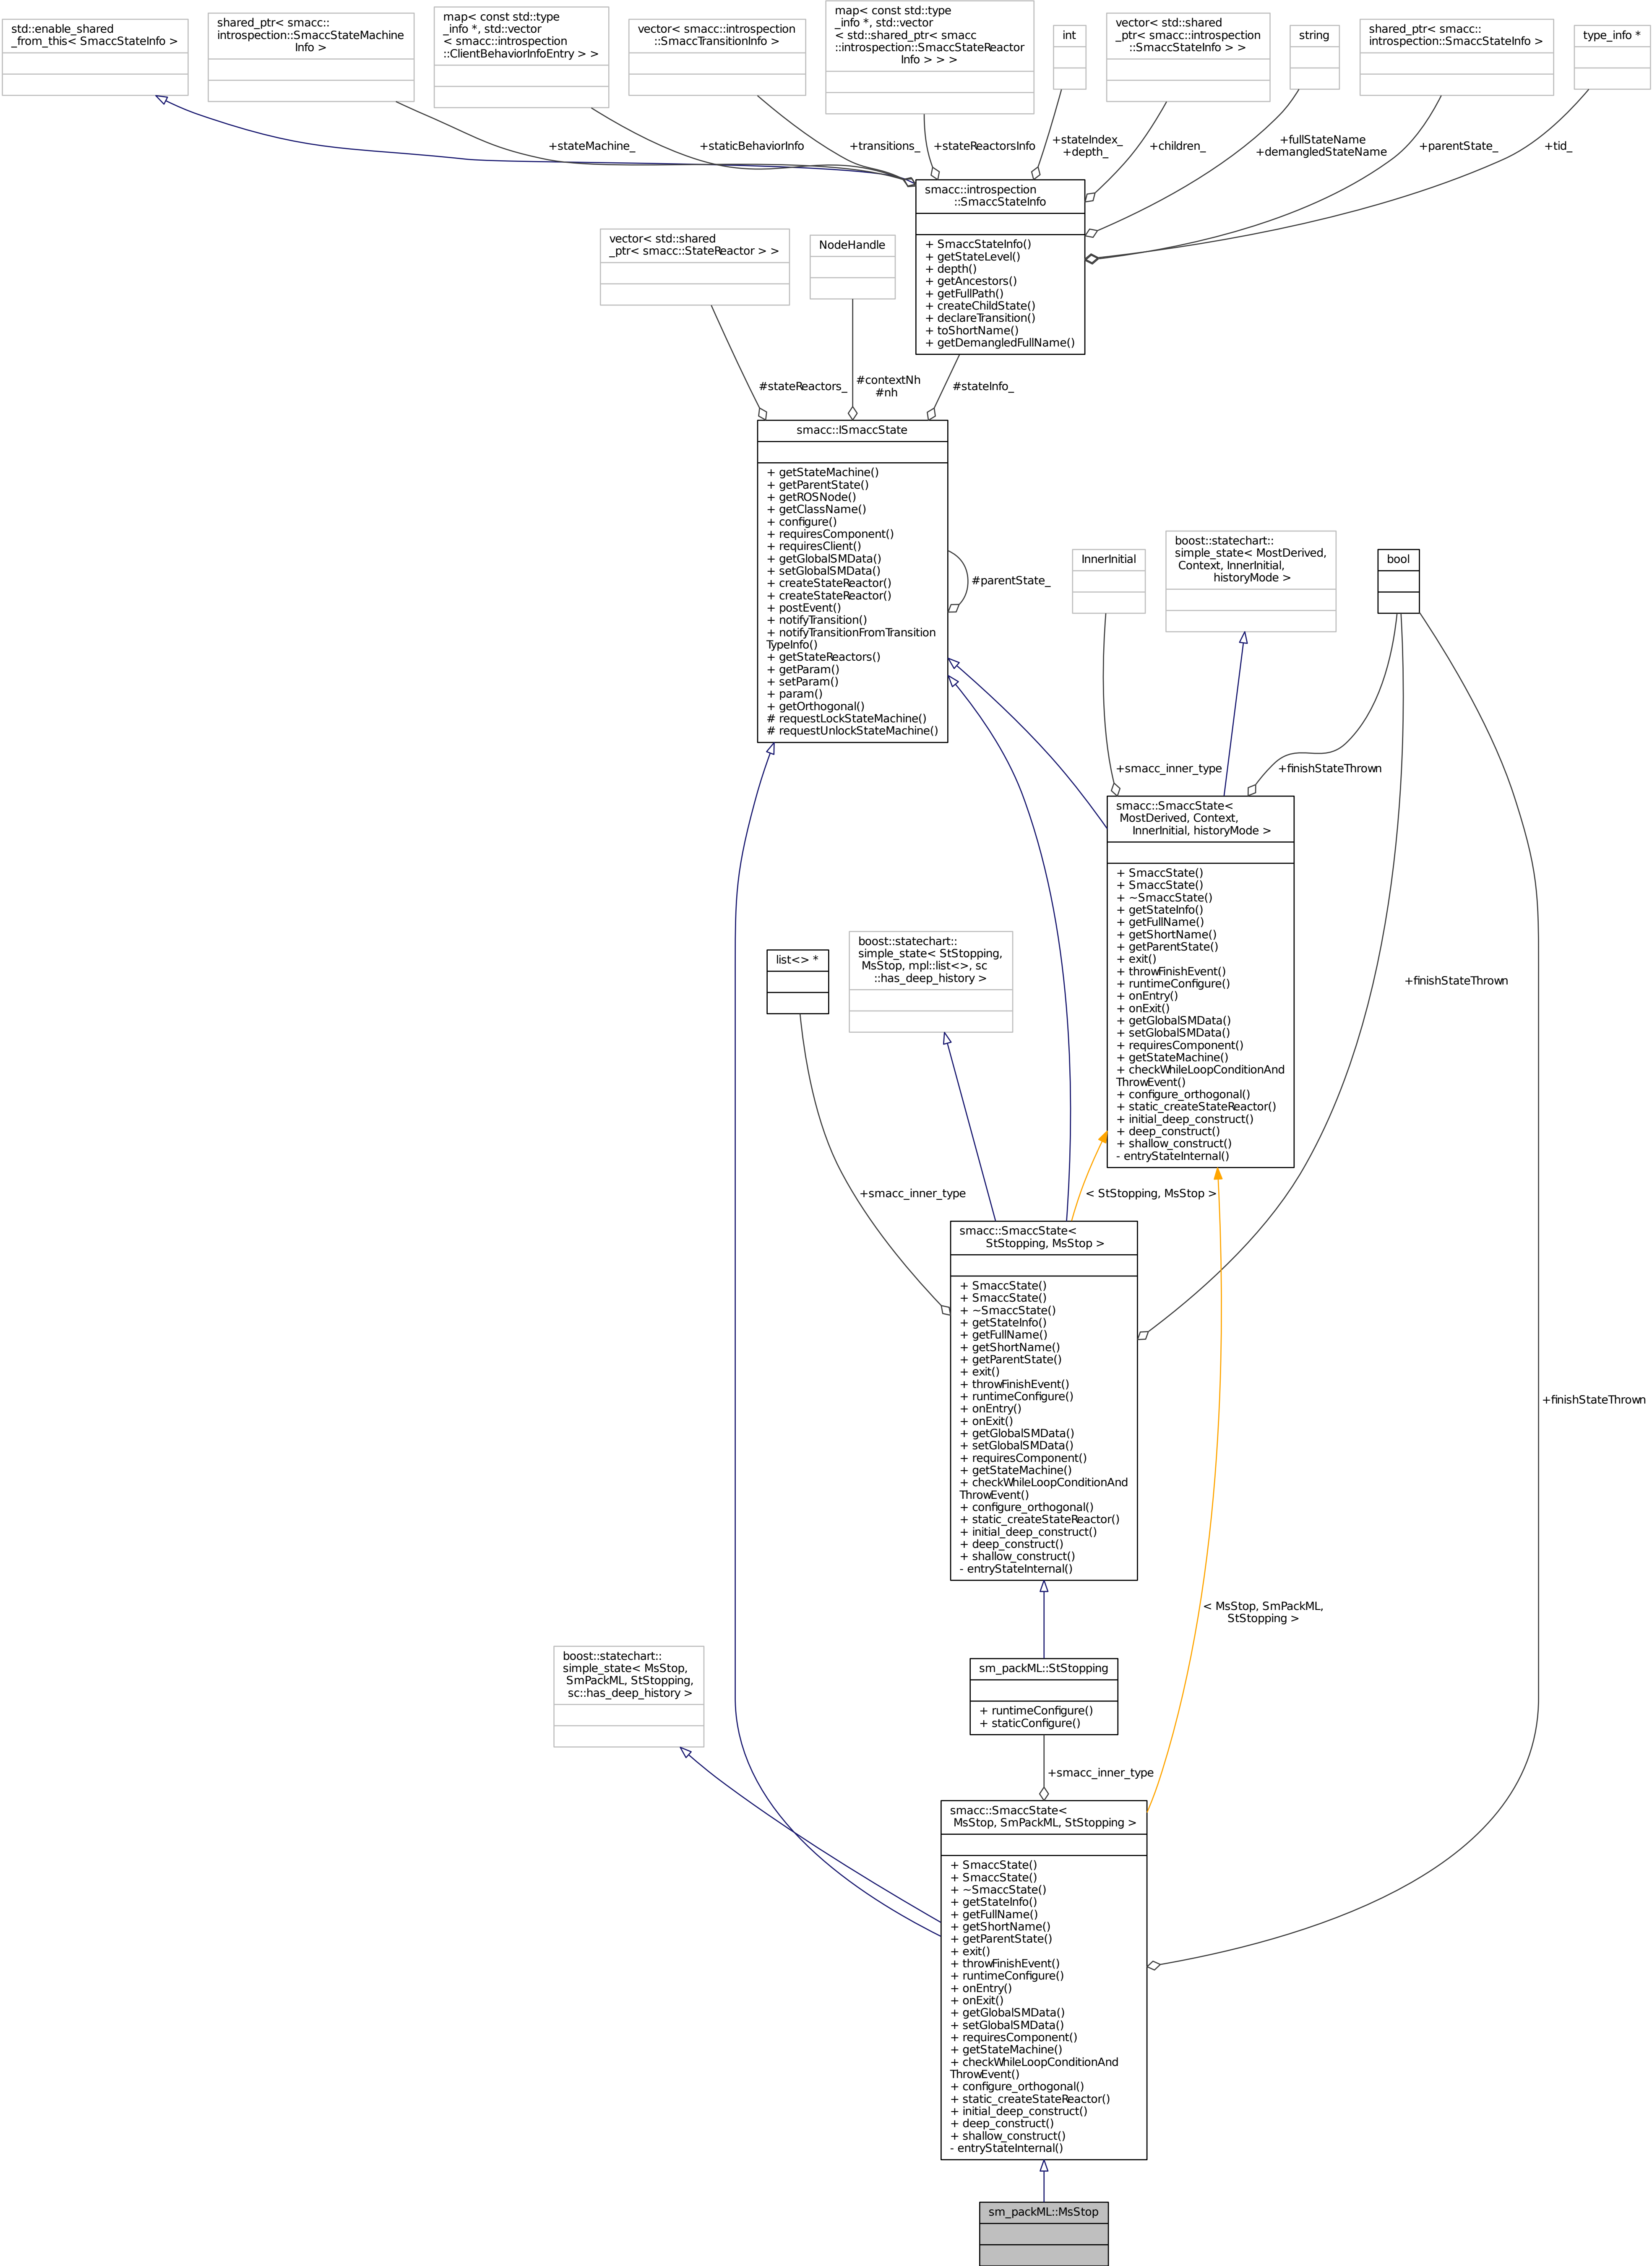 std::enable_shared
_from_this< SmaccStateInfo >
shared_ptr< smacc::
introspection::SmaccStateMachine
Info >
map< const std::type
_info *, std::vector
< smacc::introspection
::ClientBehaviorInfoEntry > >
vector< smacc::introspection
::SmaccTransitionInfo >
map< const std::type
_info *, std::vector
< std::shared_ptr< smacc
::introspection::SmaccStateReactor
Info > > >
int
vector< std::shared
_ptr< smacc::introspection
::SmaccStateInfo > >
string
shared_ptr< smacc::
introspection::SmaccStateInfo >
type_info *
+stateMachine_
+staticBehaviorInfo
+transitions_
+stateReactorsInfo
+stateIndex_
+depth_
+children_
+fullStateName
+demangledStateName
+parentState_
+tid_
smacc::introspection
::SmaccStateInfo
+ SmaccStateInfo()
+ getStateLevel()
+ depth()
+ getAncestors()
+ getFullPath()
+ createChildState()
+ declareTransition()
+ toShortName()
+ getDemangledFullName()
vector< std::shared
_ptr< smacc::StateReactor > >
NodeHandle
#stateReactors_
#contextNh
#nh
#stateInfo_
smacc::ISmaccState
+ getStateMachine()
+ getParentState()
+ getROSNode()
+ getClassName()
+ configure()
+ requiresComponent()
+ requiresClient()
+ getGlobalSMData()
+ setGlobalSMData()
+ createStateReactor()
+ createStateReactor()
+ postEvent()
+ notifyTransition()
+ notifyTransitionFromTransition
TypeInfo()
+ getStateReactors()
+ getParam()
+ setParam()
+ param()
+ getOrthogonal()
# requestLockStateMachine()
# requestUnlockStateMachine()
#parentState_
InnerInitial
boost::statechart::
simple_state< MostDerived,
Context, InnerInitial,
historyMode >
bool
+smacc_inner_type
+finishStateThrown
smacc::SmaccState<
MostDerived, Context,
InnerInitial, historyMode >
+ SmaccState()
+ SmaccState()
+ ~SmaccState()
+ getStateInfo()
+ getFullName()
+ getShortName()
+ getParentState()
+ exit()
+ throwFinishEvent()
+ runtimeConfigure()
+ onEntry()
+ onExit()
+ getGlobalSMData()
+ setGlobalSMData()
+ requiresComponent()
+ getStateMachine()
+ checkWhileLoopConditionAnd
ThrowEvent()
+ configure_orthogonal()
+ static_createStateReactor()
+ initial_deep_construct()
+ deep_construct()
+ shallow_construct()
- entryStateInternal()
list<> *
boost::statechart::
simple_state< StStopping,
MsStop, mpl::list<>, sc
::has_deep_history >
+finishStateThrown
+smacc_inner_type
< StStopping, MsStop >
smacc::SmaccState<
StStopping, MsStop >
+ SmaccState()
+ SmaccState()
+ ~SmaccState()
+ getStateInfo()
+ getFullName()
+ getShortName()
+ getParentState()
+ exit()
+ throwFinishEvent()
+ runtimeConfigure()
+ onEntry()
+ onExit()
+ getGlobalSMData()
+ setGlobalSMData()
+ requiresComponent()
+ getStateMachine()
+ checkWhileLoopConditionAnd
ThrowEvent()
+ configure_orthogonal()
+ static_createStateReactor()
+ initial_deep_construct()
+ deep_construct()
+ shallow_construct()
- entryStateInternal()
+finishStateThrown
< MsStop, SmPackML,
StStopping >
boost::statechart::
simple_state< MsStop,
SmPackML, StStopping,
sc::has_deep_history >
sm_packML::StStopping
+ runtimeConfigure()
+ staticConfigure()
+smacc_inner_type
smacc::SmaccState<
MsStop, SmPackML, StStopping >
+ SmaccState()
+ SmaccState()
+ ~SmaccState()
+ getStateInfo()
+ getFullName()
+ getShortName()
+ getParentState()
+ exit()
+ throwFinishEvent()
+ runtimeConfigure()
+ onEntry()
+ onExit()
+ getGlobalSMData()
+ setGlobalSMData()
+ requiresComponent()
+ getStateMachine()
+ checkWhileLoopConditionAnd
ThrowEvent()
+ configure_orthogonal()
+ static_createStateReactor()
+ initial_deep_construct()
+ deep_construct()
+ shallow_construct()
- entryStateInternal()
sm_packML::MsStop